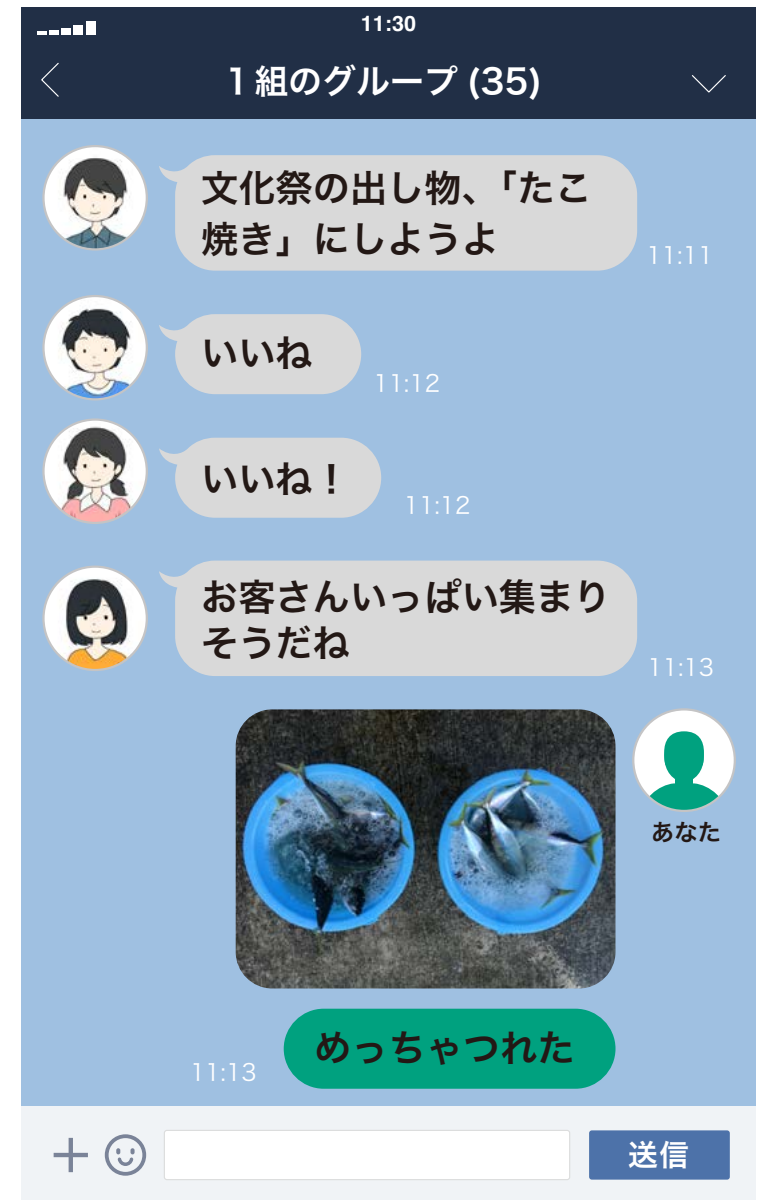 11:30
1組のグループ (35)
文化祭の出し物、「たこ
焼き」にしようよ
11:11
いいね
11:12
いいね！
11:12
お客さんいっぱい集まり
そうだね
11:13
あなた
めっちゃつれた
11:13
送信